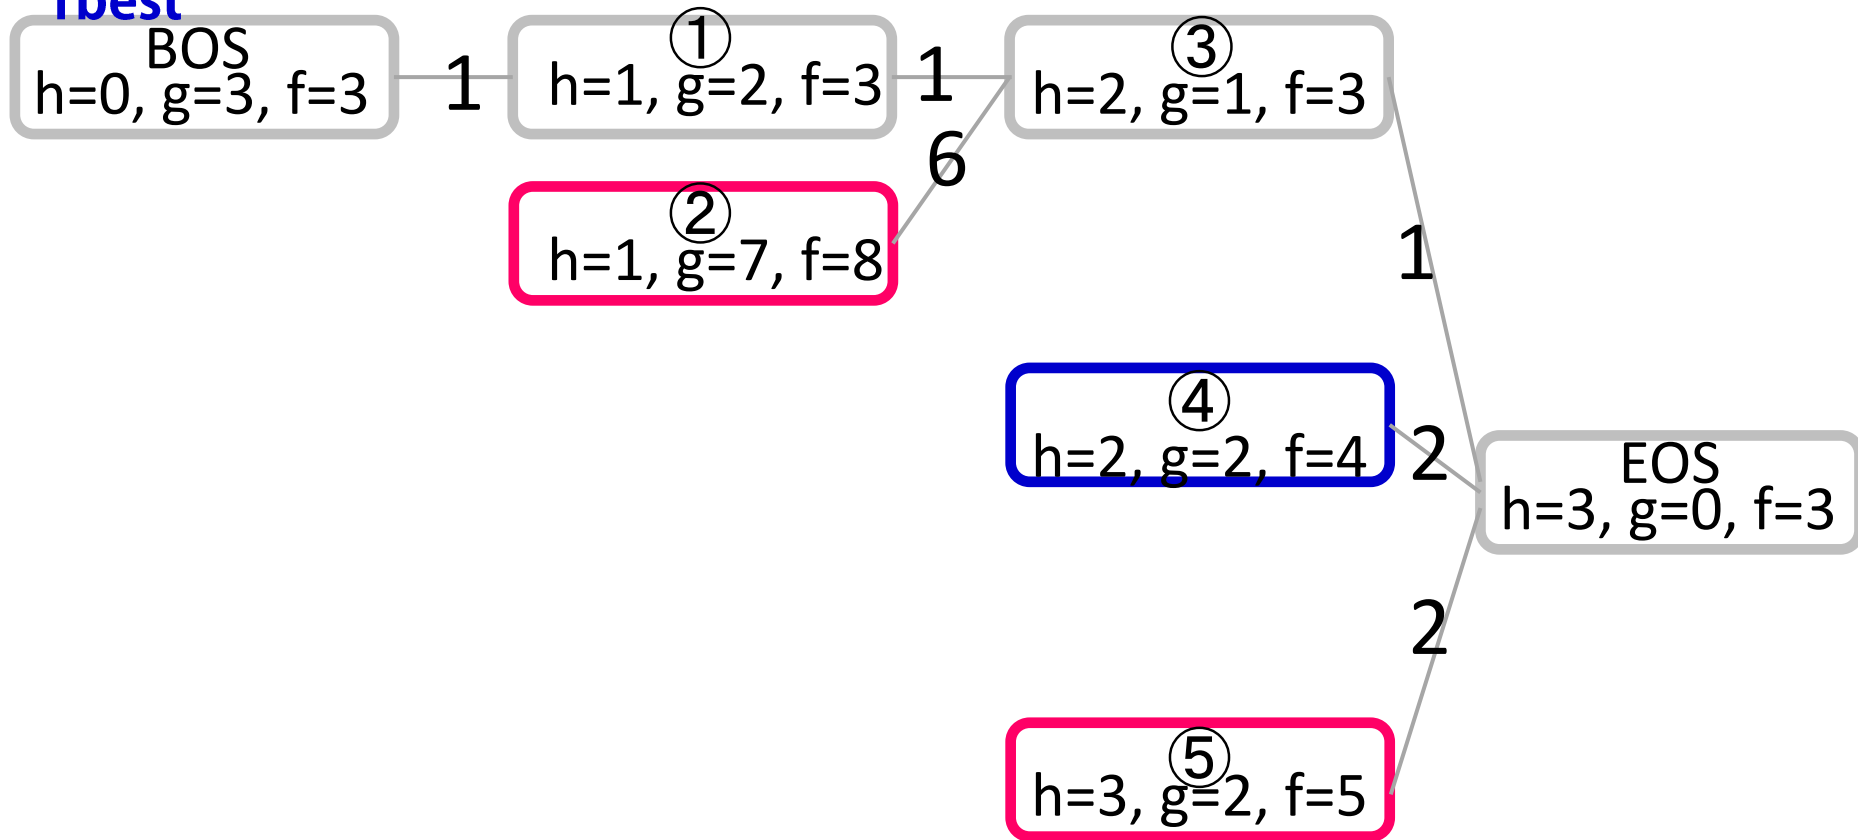 fbest
BOS
h=0, g=3, f=3
1
①
h=1, g=2, f=3
1
③
h=2, g=1, f=3
6
②
h=1, g=7, f=8
1
④
h=2, g=2, f=4
2
EOS
h=3, g=0, f=3
2
⑤
h=3, g=2, f=5